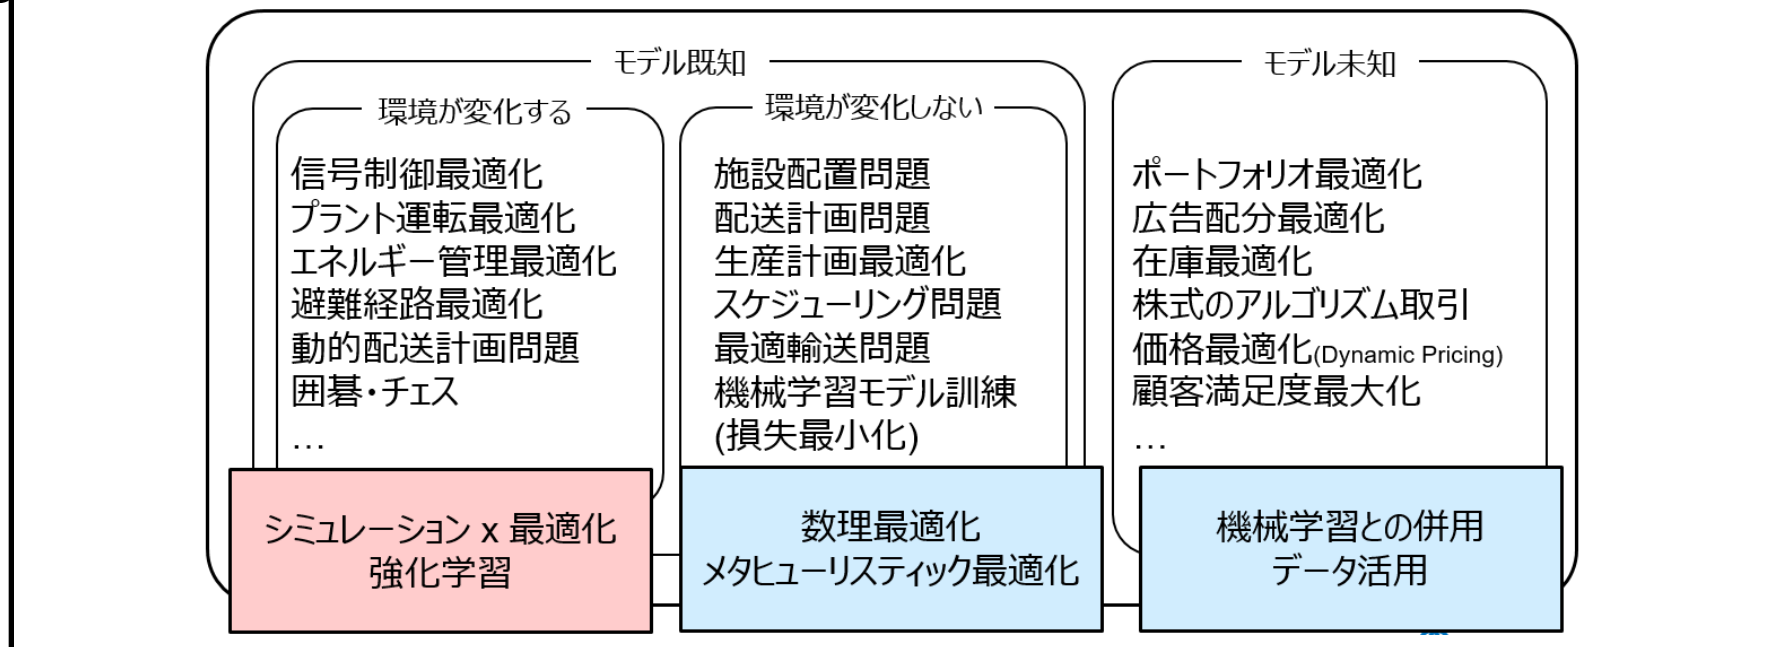 モデル既知
環境が変化する
信号制御最適化
プラント運転最適化
エネルギー管理最適化
避難経路最適化
動的配送計画問題
囲碁・チェス
…
シミュレーション x 最適化
強化学習
環境が変化しない
施設配置問題
配送計画問題
生産計画最適化
スケジューリング問題
最適輸送問題
機械学習モデル訓練
(損失最小化)
数理最適化
メタヒューリスティック最適化
モデル未知
ポートフォリオ最適化
広告配分最適化
在庫最適化
株式のアルゴリズム取引
価格最適化(Dynamic Pricing)
顧客満足度最大化
…
機械学習との併用
データ活用